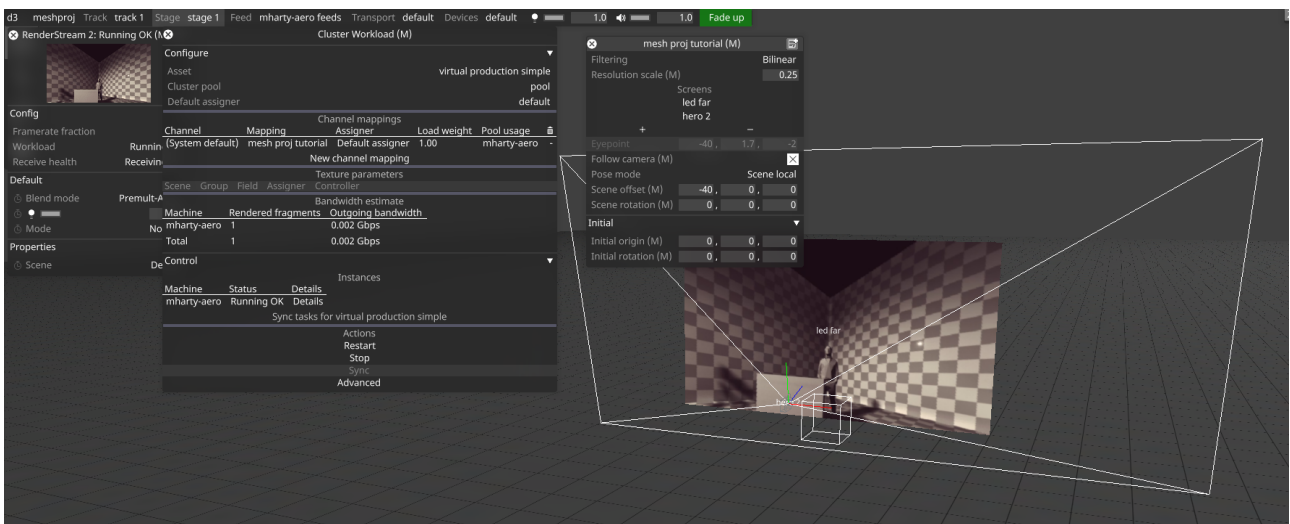 d3 meshproj Track track 1 Stage stage 1 Feed mharty-aero feeds Transport default Devices default 1.0 1.0 Fade up
RenderStream 2: Running OK (M
Config
Framerate fraction
Workload Runnin
Receive health Receivin
Default
Blend mode Premult-A
Mode No
Properties
Scene De
Cluster Workload (M)
Configure
Asset virtual production simple
Cluster pool pool
Default assigner default
Channel mappings
Channel Mapping Assigner Load weight Pool usage
(System default) mesh proj tutorial Default assigner 1.00 mharty-aero -
New channel mapping
Texture parameters
Scene Group Field Assigner Controller
Bandwidth estimate
Machine Rendered fragments Outgoing bandwidth
mharty-aero 1 0.002 Gbps
Total 1 0.002 Gbps
Control
Instances
Machine Status Details
mharty-aero Running OK Details
Sync tasks for virtual production simple
Actions
Restart
Stop
Sync
Advanced
mesh proj tutorial (M)
Filtering Bilinear
Resolution scale (M) 0.25
Screens
led far
hero 2
+ −
Eyepoint -40 , 1.7 , -2
Follow camera (M)
Pose mode Scene local
Scene offset (M) -40 , 0 , 0
Scene rotation (M) 0 , 0 , 0
Initial
Initial origin (M) 0 , 0 , 0
Initial rotation (M) 0 , 0 , 0
led far